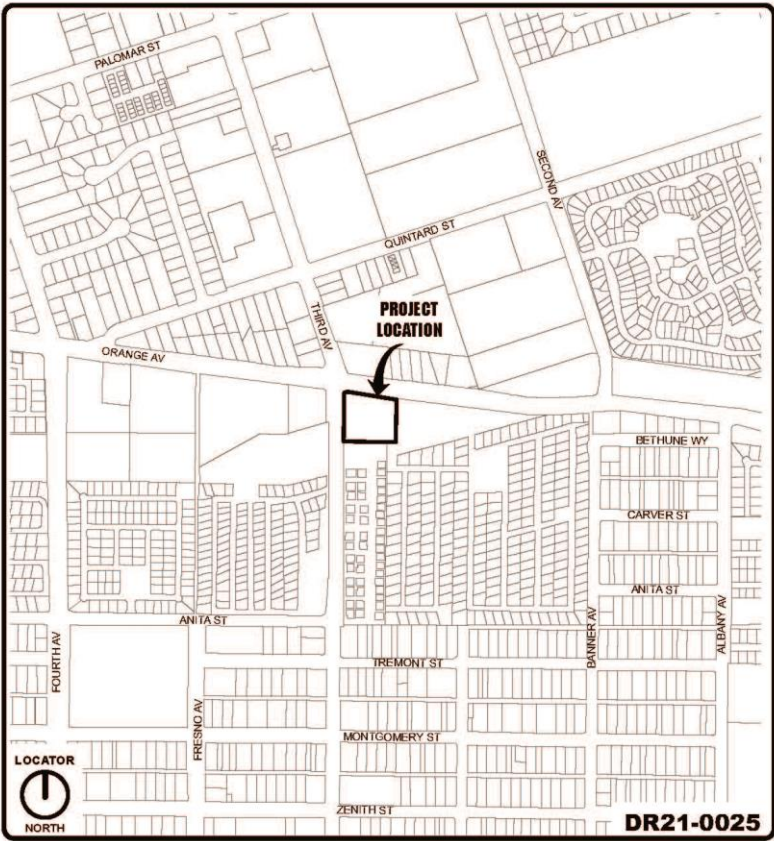 PALOMAR ST
SECOND AV
QUINTARD ST
THIRD AV
PROJECT
LOCATION
ORANGE AV
BETHUNE WY
CARVER ST
ANITA ST
ANITA ST
FOURTH AV
BANNER AV
ALBANY AV
TREMONT ST
FRESNO AV
MONTGOMERY ST
LOCATOR
NORTH
ZENITH ST
DR21-0025